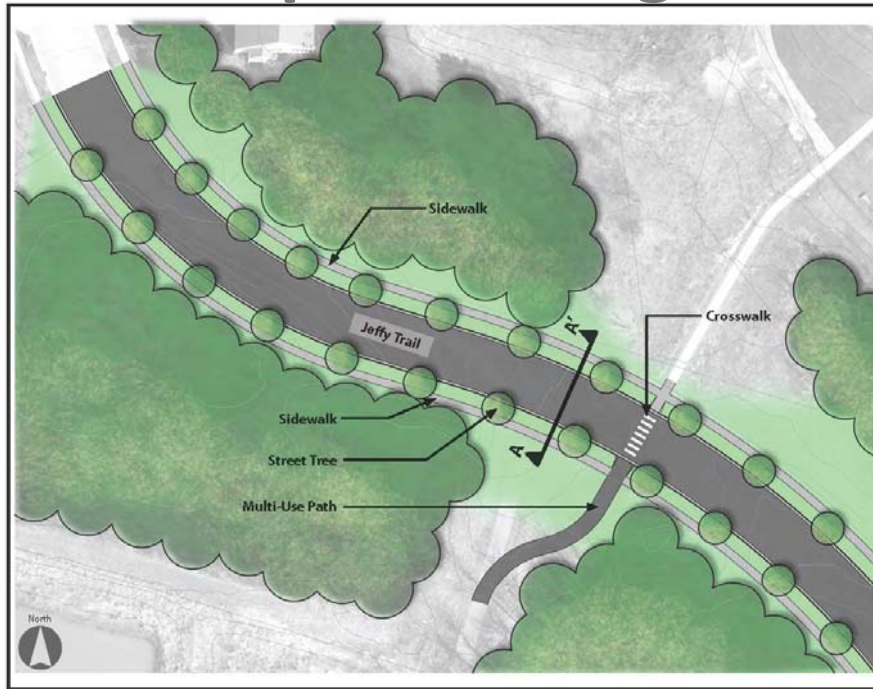 Sidewalk
Crosswalk
Jeffy Trail
A'
Sidewalk
A
Street Tree
Multi-Use Path
North